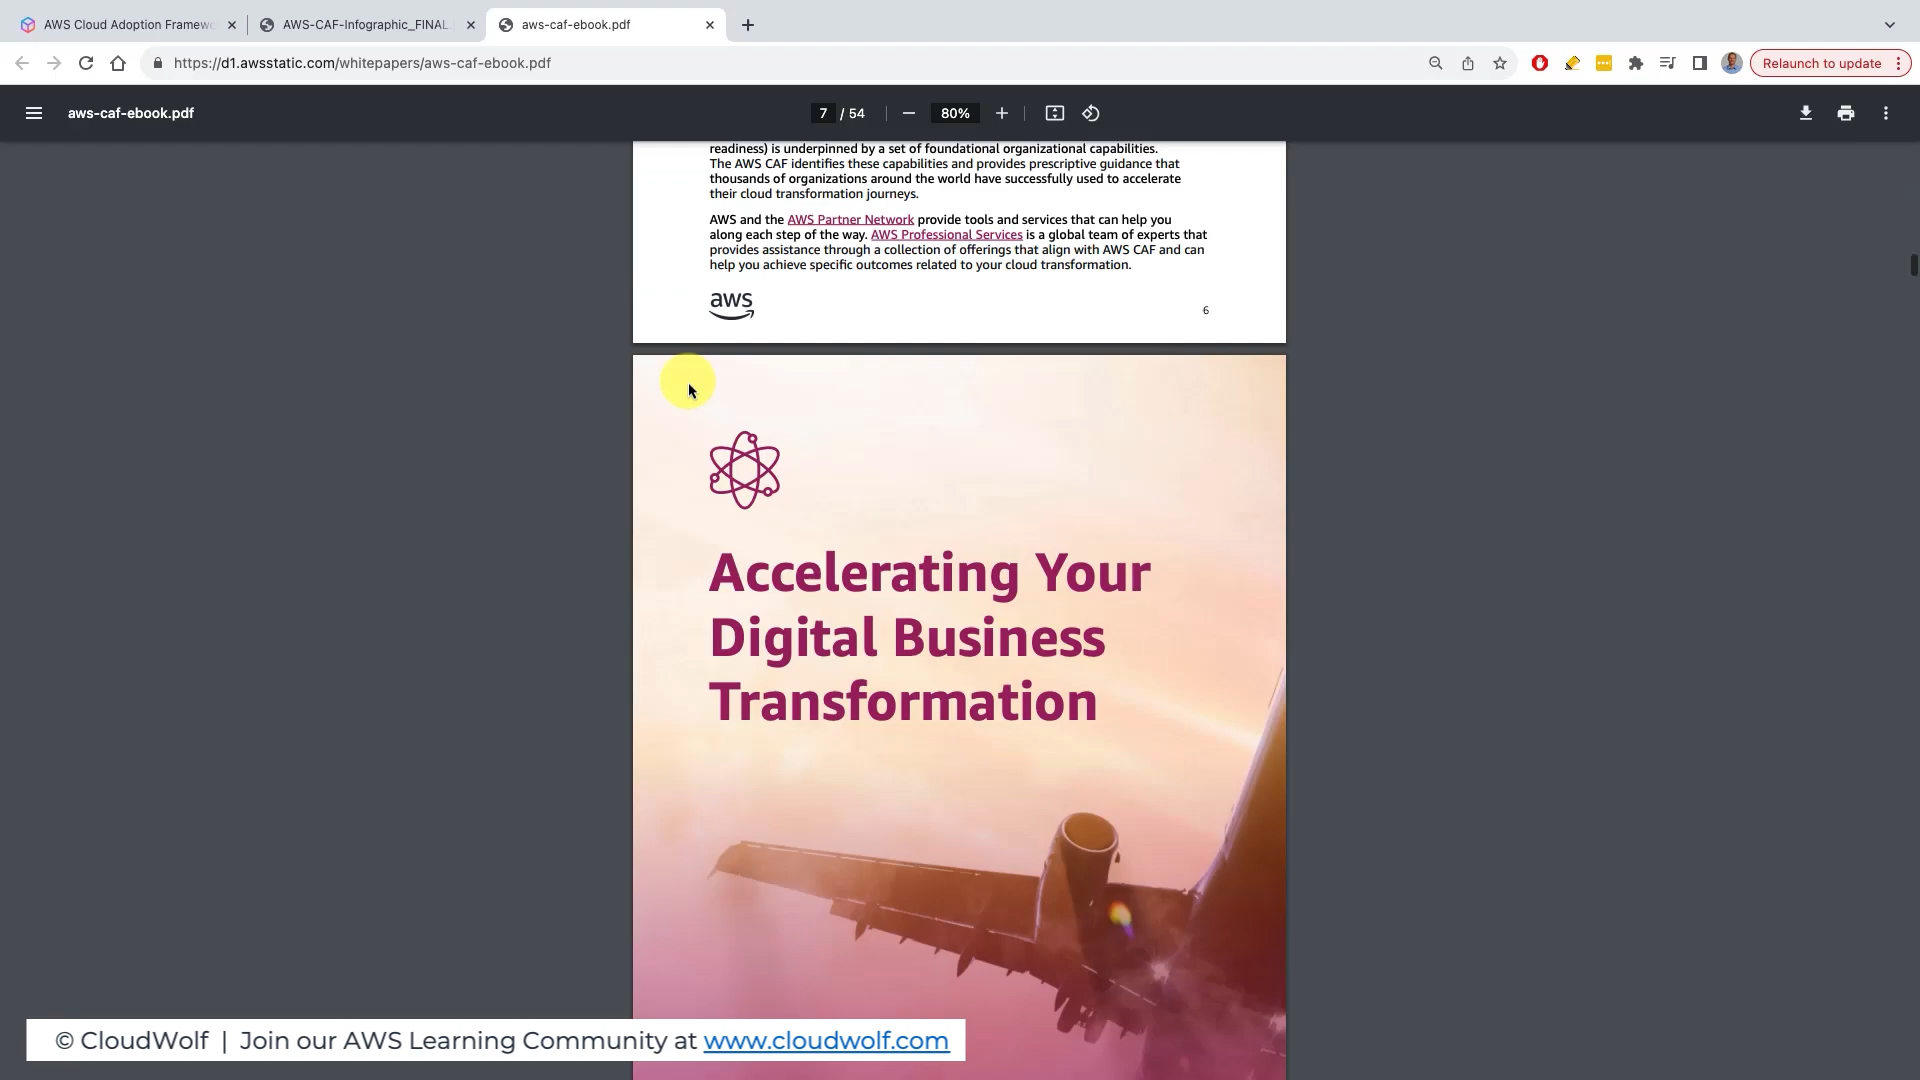 AWS Cloud Adoption Framew
AWS-CAF-Infographic_FINAL.
aws-caf-ebook.pdf
https://d1.awsstatic.com/whitepapers/aws-caf-ebook.pdf
Relaunch to update
aws-caf-ebook.pdf
7 / 54
80%
readiness) is underpinned by a set of foundational organizational capabilities.
The AWS CAF identifies these capabilities and provides prescriptive guidance that
thousands of organizations around the world have successfully used to accelerate
their cloud transformation journeys.
AWS and the AWS Partner Network provide tools and services that can help you
along each step of the way. AWS Professional Services is a global team of experts that
provides assistance through a collection of offerings that align with AWS CAF and can
help you achieve specific outcomes related to your cloud transformation.
aws
6
Accelerating Your
Digital Business
Transformation
© CloudWolf | Join our AWS Learning Community at www.cloudwolf.com